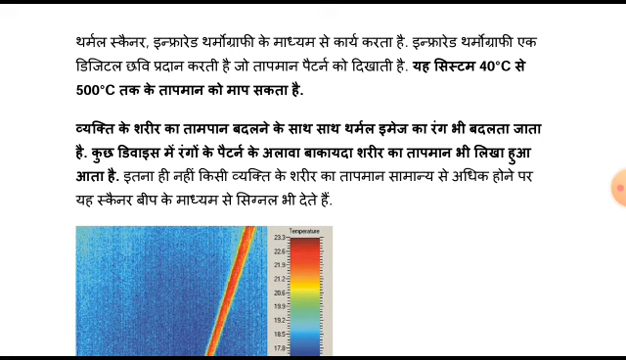 थर्मल स्कैनर, इन्फ्रारेड थर्मोग्राफी के माध्यम से कार्य करता है. इन्फ्रारेड थर्मोग्राफी एक
डिजिटल छवि प्रदान करती है जो तापमान पैटर्न को दिखाती है. यह सिस्टम 40°C से
500°C तक के तापमान को माप सकता है.
व्यक्ति के शरीर का तामपान बदलने के साथ साथ थर्मल इमेज का रंग भी बदलता जाता
है. कुछ डिवाइस में रंगों के पैटर्न के अलावा बाकायदा शरीर का तापमान भी लिखा हुआ
आता है. इतना ही नहीं किसी व्यक्ति के शरीर का तापमान सामान्य से अधिक होने पर
यह स्कैनर बीप के माध्यम से सिग्नल भी देते हैं.
Temperature
23.3
22.6
21.9
21.2
20.6
19.9
19.2
18.5
17.8